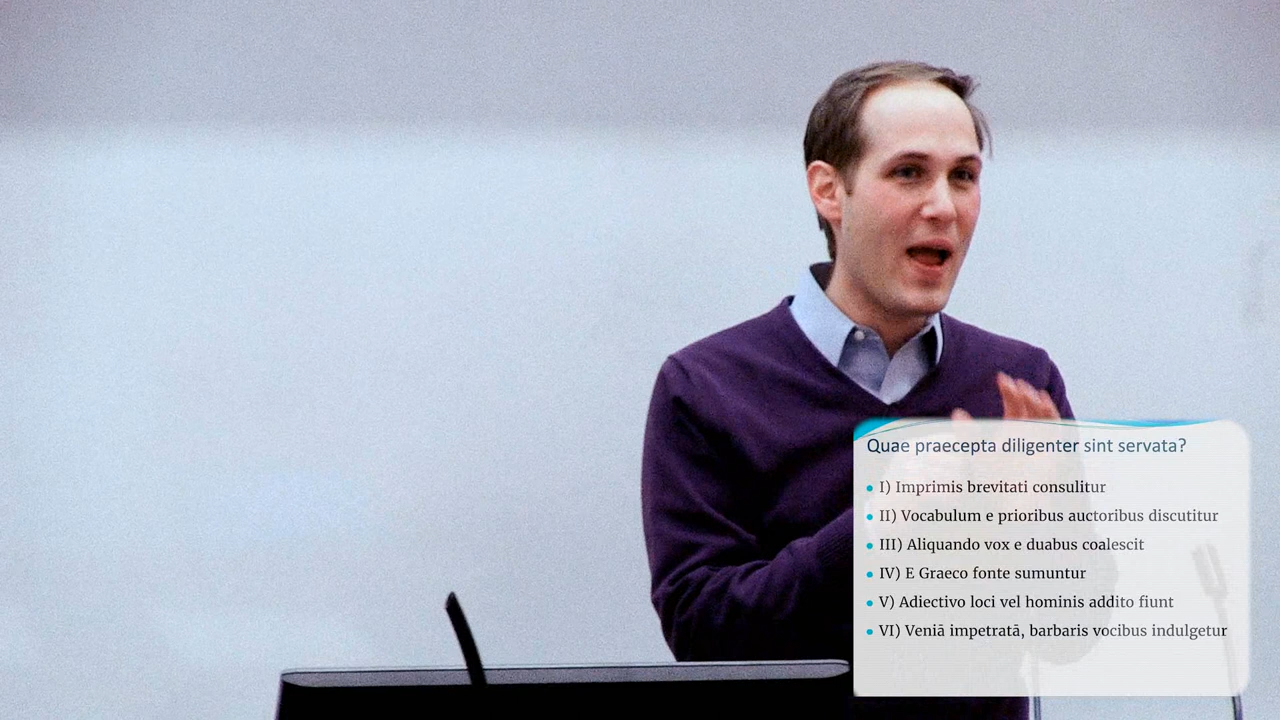 Quae praecepta diligenter sint servata?
• I) Imprimis brevitati consulitur
• II) Vocabulum e prioribus auctoribus discutitur
• III) Aliquando vox e duabus coalescit
• IV) E Graeco fonte sumuntur
• V) Adiectivo loci vel hominis addito fiunt
• VI) Veniā impetratā, barbaris vocibus indulgetur